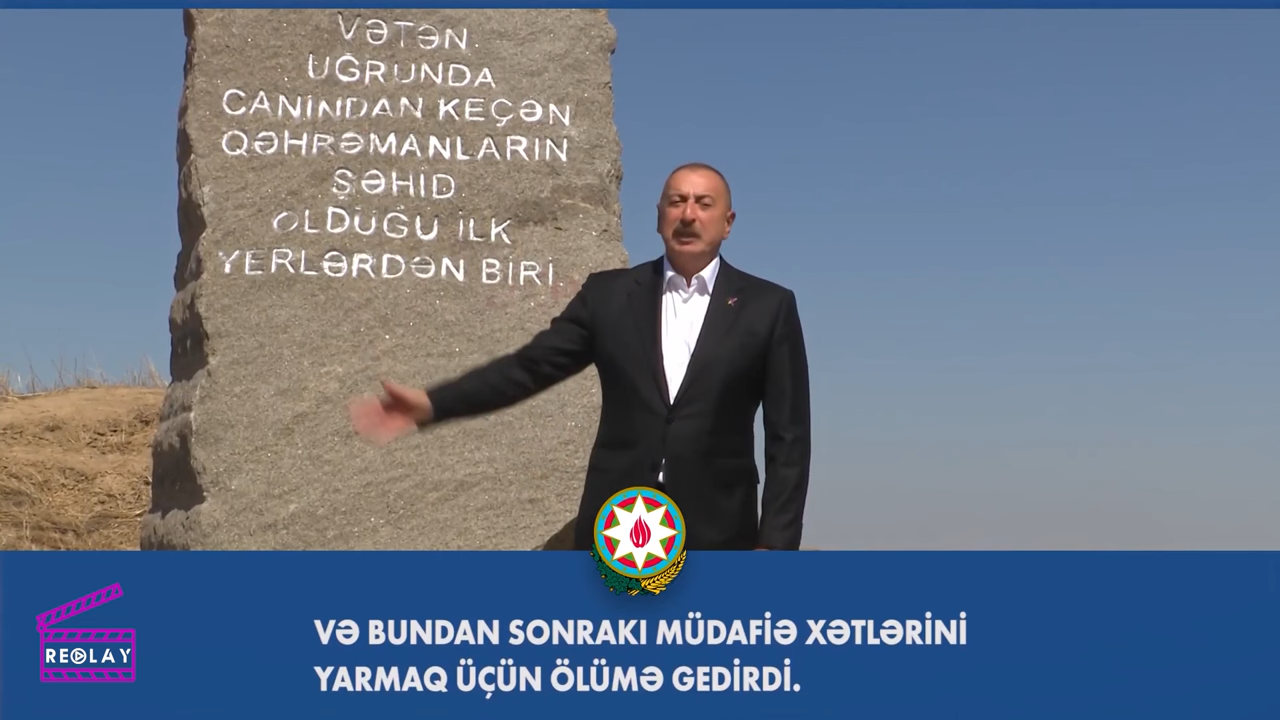 VƏTƏN
UĞRUNDA
CANINDAN KEÇƏN
QƏHRƏMANLARIN
ŞƏHID
OLDUĞU İLK
YERLƏRDƏN BİRİ
REPLAY
VƏ BUNDAN SONRAKI MÜDAFİƏ XƏTLƏRİNİ
YARMAQ ÜÇÜN ÖLÜMƏ GEDİRDİ.